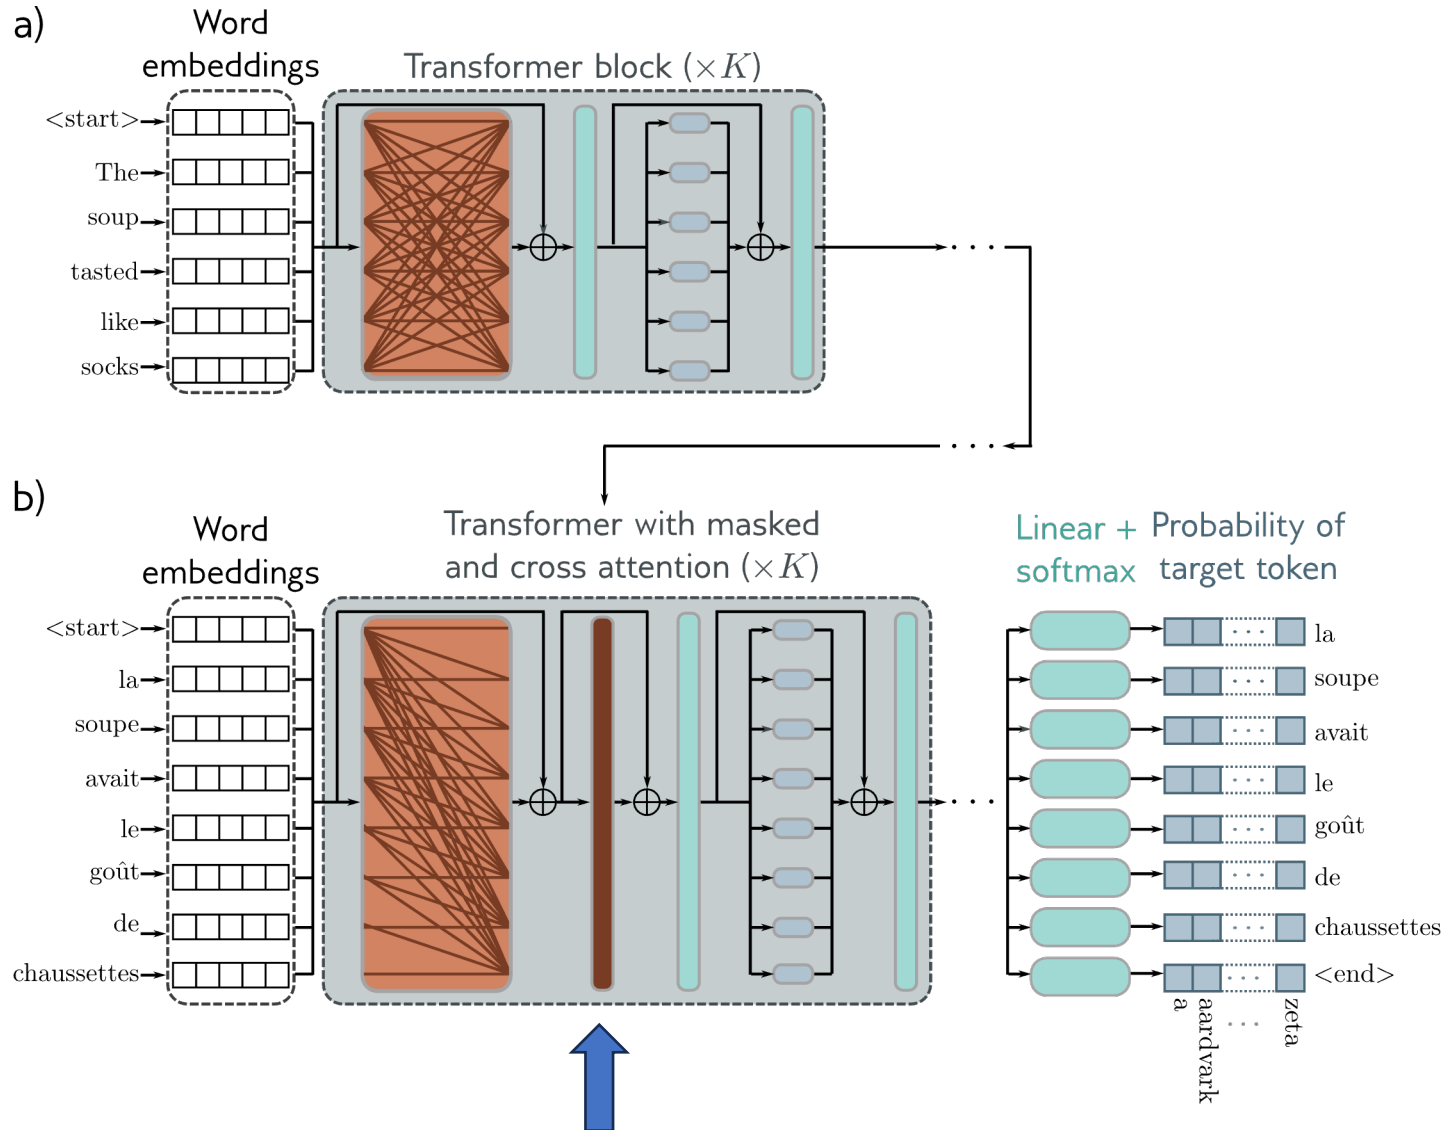 a)
Word
embeddings
Transformer block (×K)
<start>
The
soup
tasted
like
socks
. . . .
. . . .
b)
Word
embeddings
Transformer with masked
and cross attention (×K)
Linear +
softmax
Probability of
target token
<start>
la
soupe
avait
le
goût
de
chaussettes
. . . .
la
soupe
avait
le
goût
de
chaussettes
<end>
a
aardvark
. . .
zeta